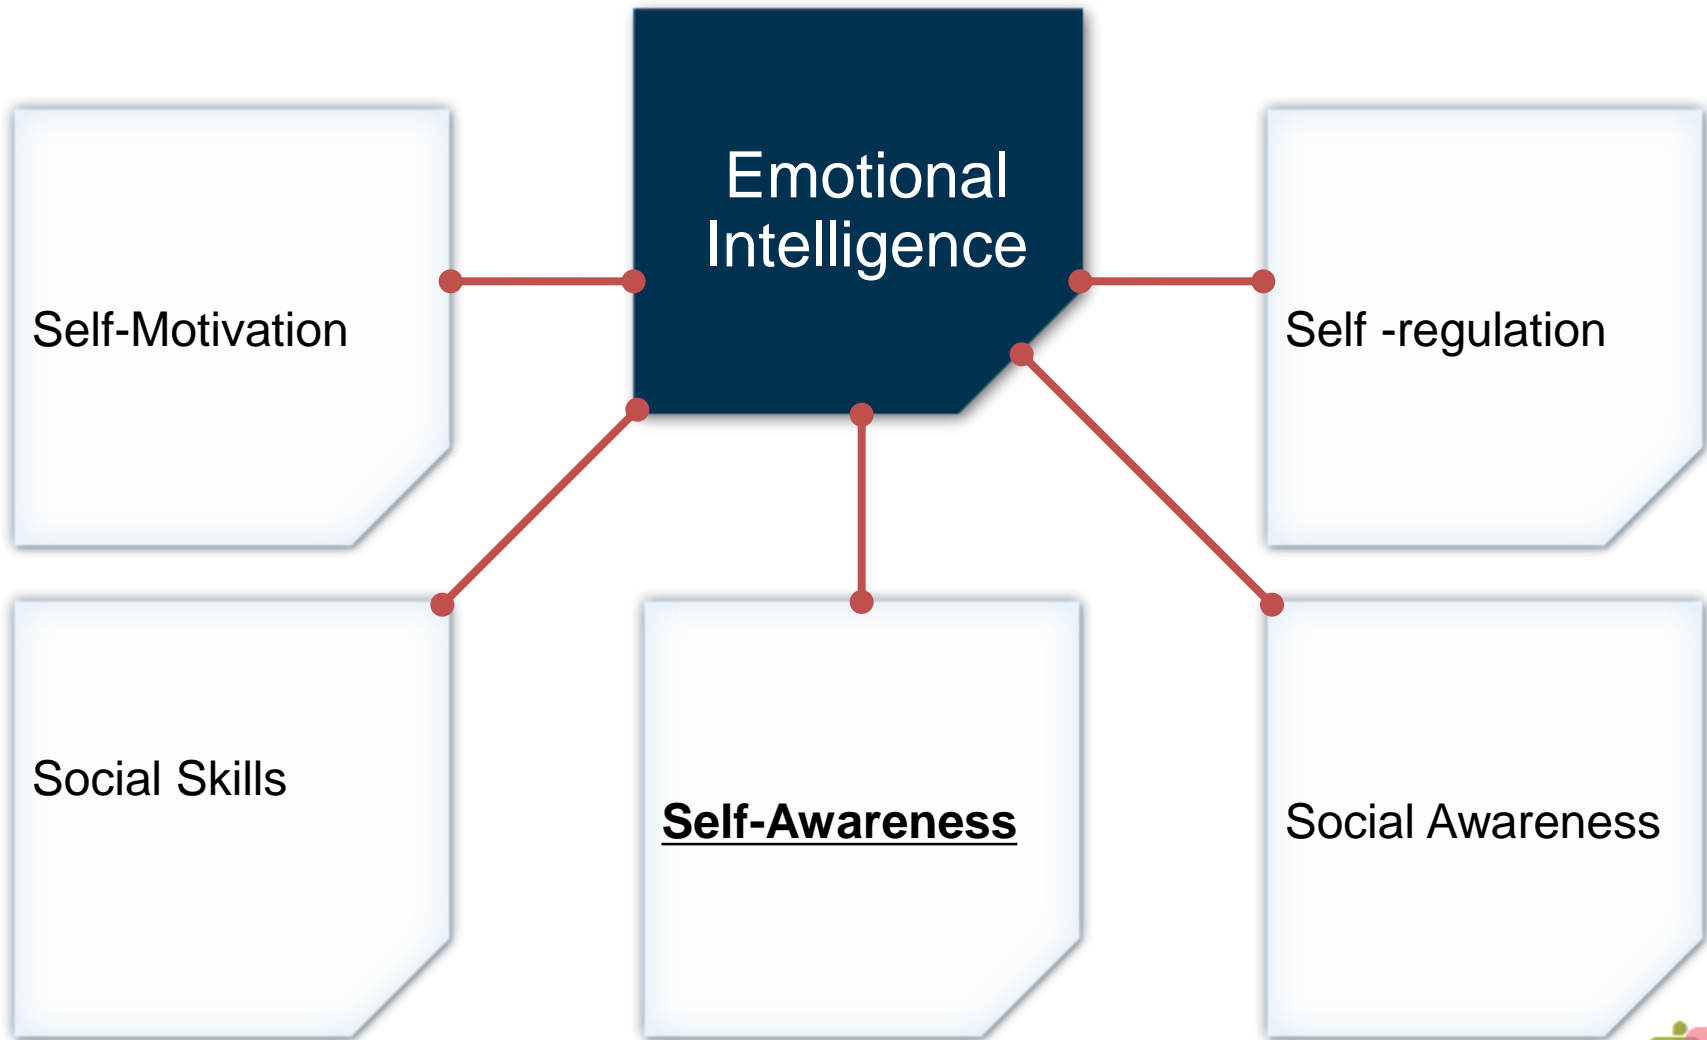 Emotional
Intelligence
Self-Motivation
Self -regulation
Social Skills
Self-Awareness
Social Awareness